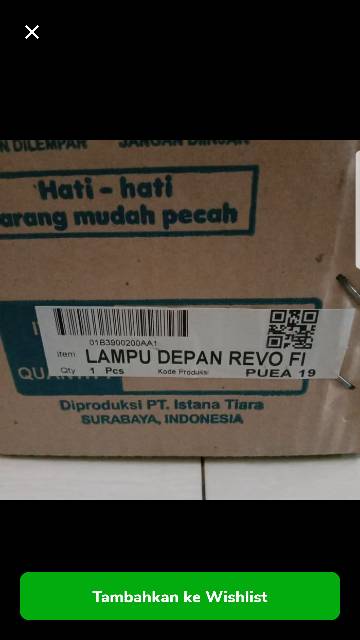 DILEMPAR JANGAN DIINJAK
Hati - hati
arang mudah pecah
01B3900200AA1
Item LAMPU DEPAN REVO FI
QUA Qty 1 Pcs Kode Produksi PUEA 19
Diproduksi PT. Istana Tiara
SURABAYA, INDONESIA
Tambahkan ke Wishlist